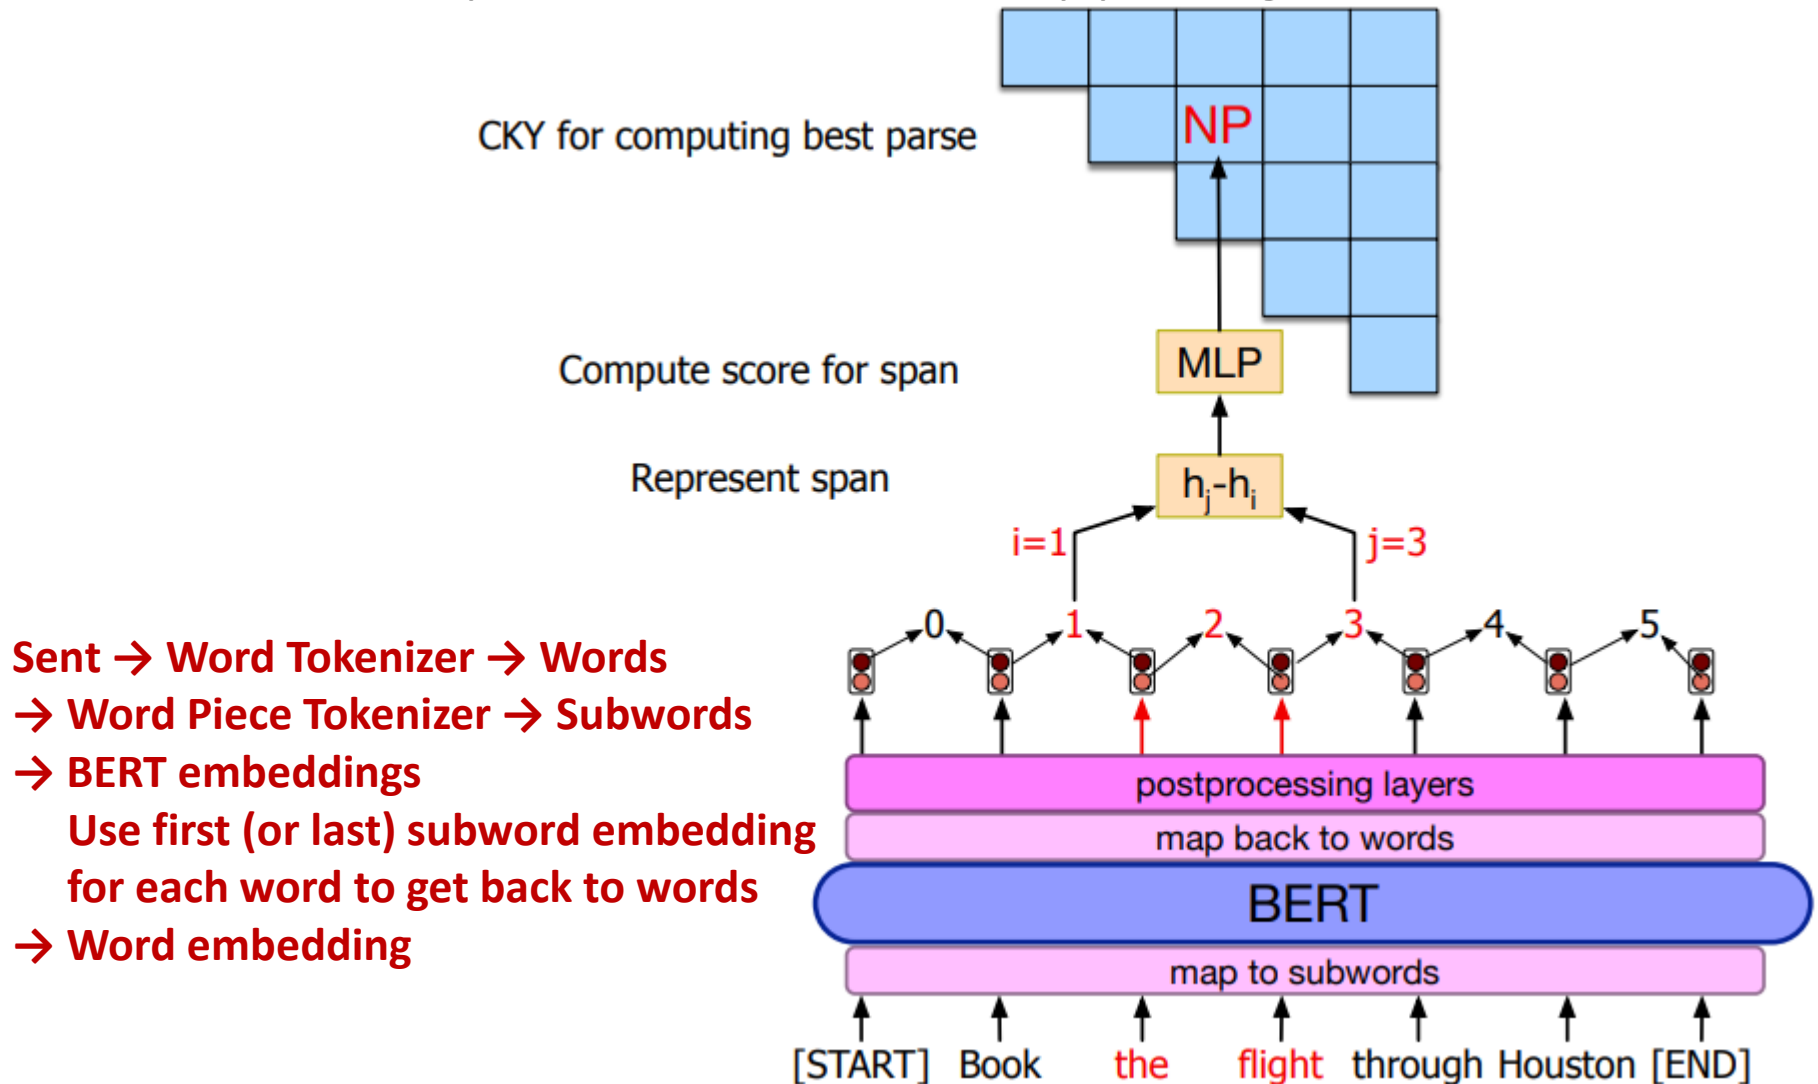 NP
CKY for computing best parse
MLP
Compute score for span
Represent span
hj-hi
i=1
j=3
0 1 2 3 4 5
Sent → Word Tokenizer → Words
→ Word Piece Tokenizer → Subwords
→ BERT embeddings
Use first (or last) subword embedding
for each word to get back to words
→ Word embedding
postprocessing layers
map back to words
BERT
map to subwords
[START] Book the flight through Houston [END]